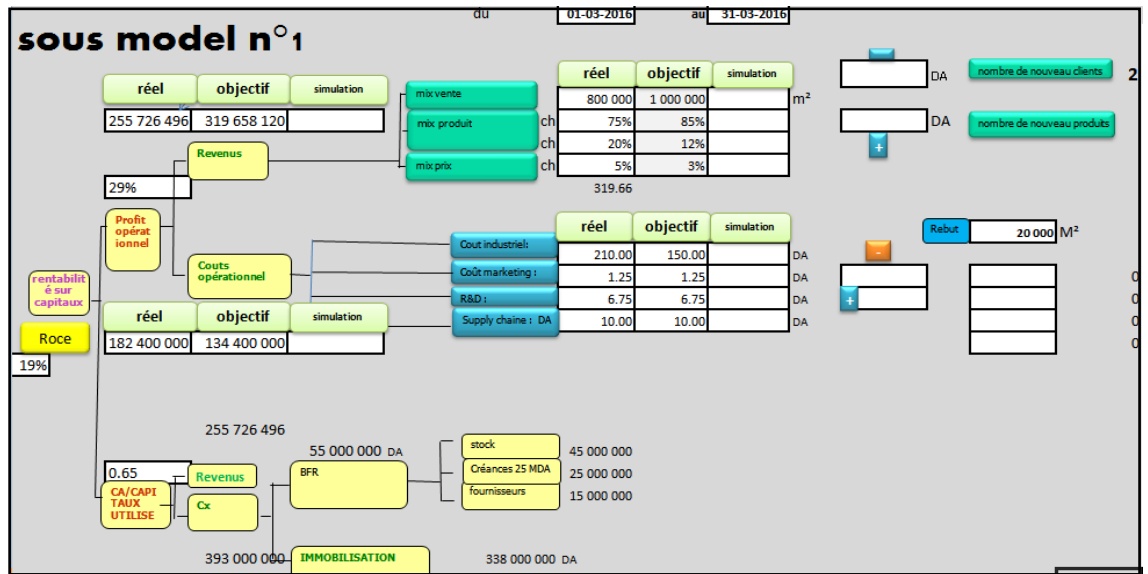 du 01-03-2016 au 31-03-2016
sous model n°1
réel objectif simulation
255 726 496 319 658 120
Revenus
29%
Profit
opérat
ionnel
Couts
opérationnel
rentabilit
é sur
capitaux
Roce
19%
réel objectif simulation
182 400 000 134 400 000
réel objectif simulation
mix vente 800 000 1 000 000 m²
mix produit ch 75% 85%
ch 20% 12%
mix prix ch 5% 3%
319.66
DA nombre de nouveau clients 2
DA nombre de nouveau produits
+
réel objectif simulation
Cout industriel: 210.00 150.00 DA
Coût marketing : 1.25 1.25 DA
R&D : 6.75 6.75 DA
Supply chaine : DA 10.00 10.00 DA
-
+
Rebut 20 000 M²
0
0
0
0
255 726 496
0.65
Revenus
CA/CAPI
TAUX
UTILISE
Cx
55 000 000 DA
BFR
stock 45 000 000
Créances 25 MDA 25 000 000
fournisseurs 15 000 000
393 000 000 IMMOBILISATION 338 000 000 DA